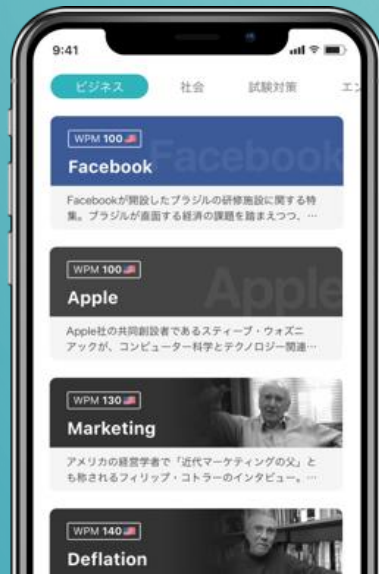 9:41
ビジネス 社会 試験対策 エン
WPM 100
Facebook
Facebook
Facebookが開設したブラジルの研修施設に関する特
集。ブラジルが直面する経済の課題を踏まえつつ、…
WPM 100
Apple
Apple
Apple社の共同創設者であるスティーブ・ウォズニ
アックが、コンピューター科学とテクノロジー関連…
WPM 130
Marketing
アメリカの経営学者で「近代マーケティングの父」と
も称されるフィリップ・コトラーのインタビュー。…
WPM 140
Deflation